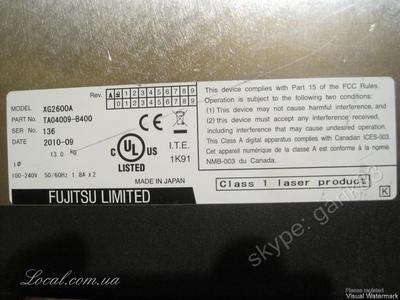 Rev. A 1 2 3 4 5 6 7 8 9
0 1 2 3 4 5 6 7 8 9
MODEL XG2600A
PART No. TA04009-B400
SER No. 136
DATE 2010-09
13.0kg
1Φ
100-240V 50/60Hz 1.8A x 2
C UL US
LISTED
I.T.E.
1K91
MADE IN JAPAN
FUJITSU LIMITED
This device complies with Part 15 of the FCC Rules.
Operation is subject to the following two conditions:
(1) This device may not cause harmful interference, and
(2) this device must accept any interference received,
including interference that may cause undesired
operation.
This Class A digital apparatus complies with Canadian ICES-003.
Cet appareil numérique de la classe A est conforme à la norme
NMB-003 du Canada.
Class 1 laser product
K
skype:
Local.com.ua
Please register!
Visual Watermark